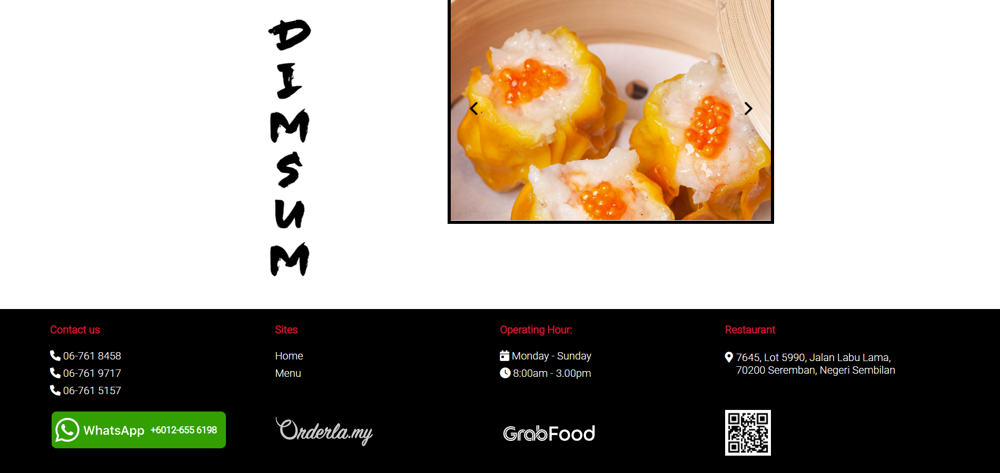 D
I
M
S
U
M
Contact us
06-761 8458
06-761 9717
06-761 5157
WhatsApp +6012-655 6198
Sites
Home
Menu
Orderla.my
Operating Hour:
Monday - Sunday
8:00am - 3.00pm
GrabFood
Restaurant
7645, Lot 5990, Jalan Labu Lama,
70200 Seremban, Negeri Sembilan